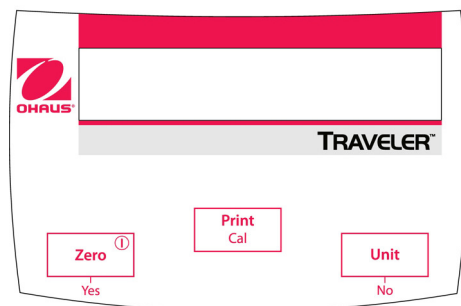 OHAUS®
TRAVELER™
Print
Cal
Zero
Unit
Yes
No